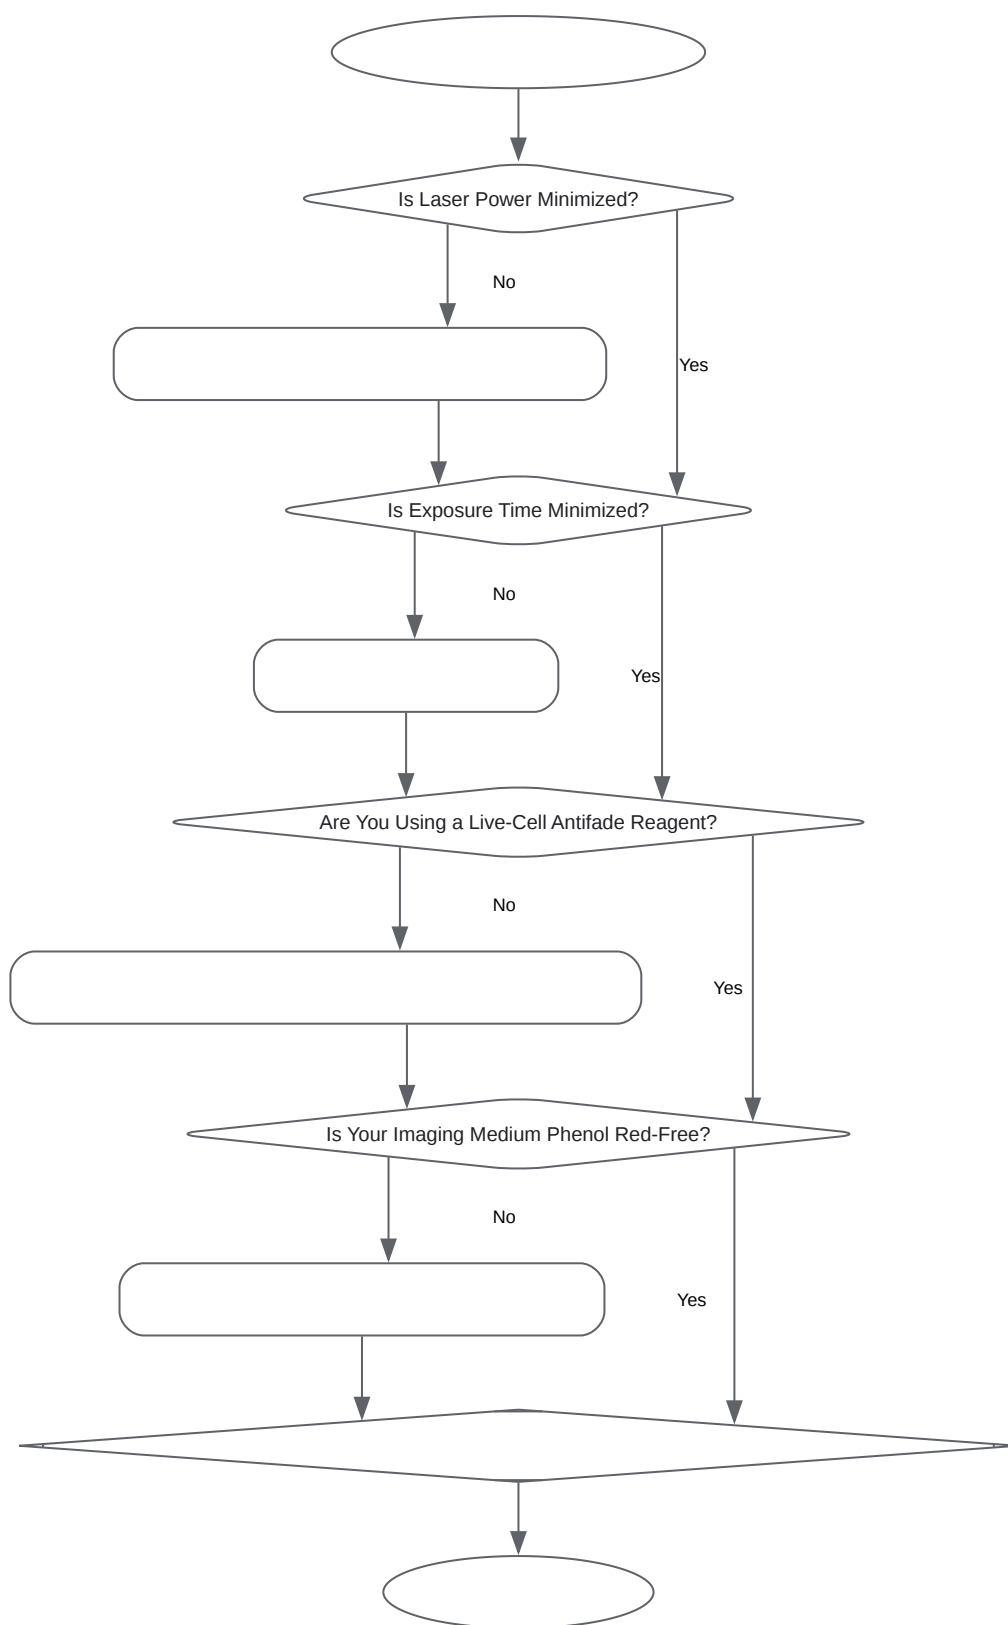 Is Laser Power Minimized?
No
Yes
Is Exposure Time Minimized?
No
Yes
Are You Using a Live-Cell Antifade Reagent?
No
Yes
Is Your Imaging Medium Phenol Red-Free?
No
Yes